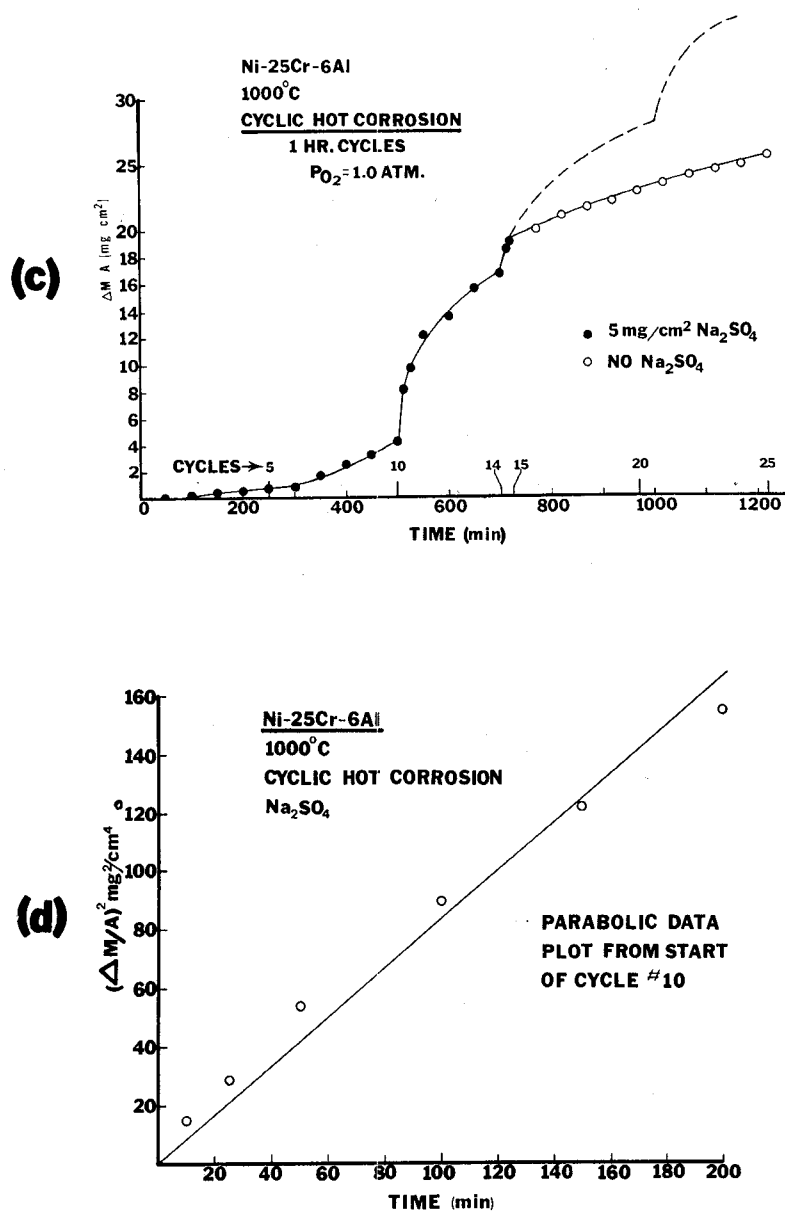 (c)
Ni-25Cr-6Al
1000°C
CYCLIC HOT CORROSION
1 HR. CYCLES
PO₂=1.0 ATM.
ΔM A (mg cm²)
30
25
20
16
14
12
10
8
6
4
2
● 5 mg/cm² Na₂SO₄
○ NO Na₂SO₄
CYCLES→ 5 10 14 15 20 25
0 200 400 600 800 1000 1200
TIME (min)
(d)
Ni-25Cr-6Al
1000°C
CYCLIC HOT CORROSION
Na₂SO₄
(ΔM/A)² mg²/cm⁴
160
140
120
100
80
60
40
20
PARABOLIC DATA
PLOT FROM START
OF CYCLE #10
20 40 60 80 100 120 140 160 180 200
TIME (min)